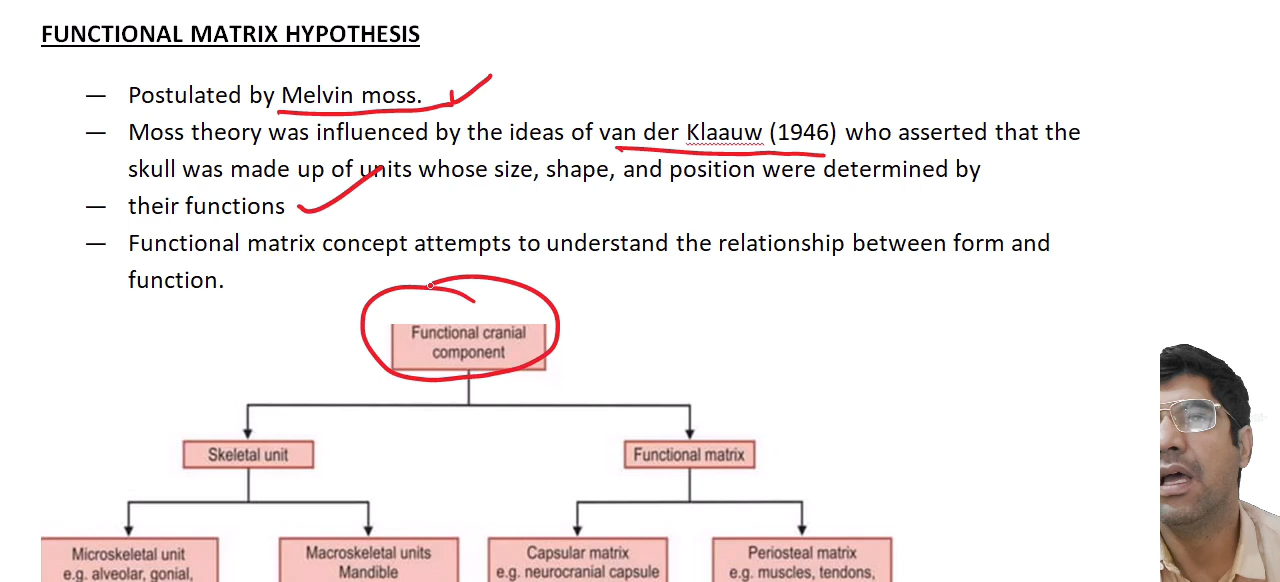 FUNCTIONAL MATRIX HYPOTHESIS
— Postulated by Melvin moss.
— Moss theory was influenced by the ideas of van der Klaauw (1946) who asserted that the
skull was made up of units whose size, shape, and position were determined by
— their functions
— Functional matrix concept attempts to understand the relationship between form and
function.
Functional cranial
component
Skeletal unit
Functional matrix
Microskeletal unit
e.g. alveolar, gonial,
Macroskeletal units
Mandible
Capsular matrix
e.g. neurocranial capsule
Periosteal matrix
e.g. muscles, tendons,